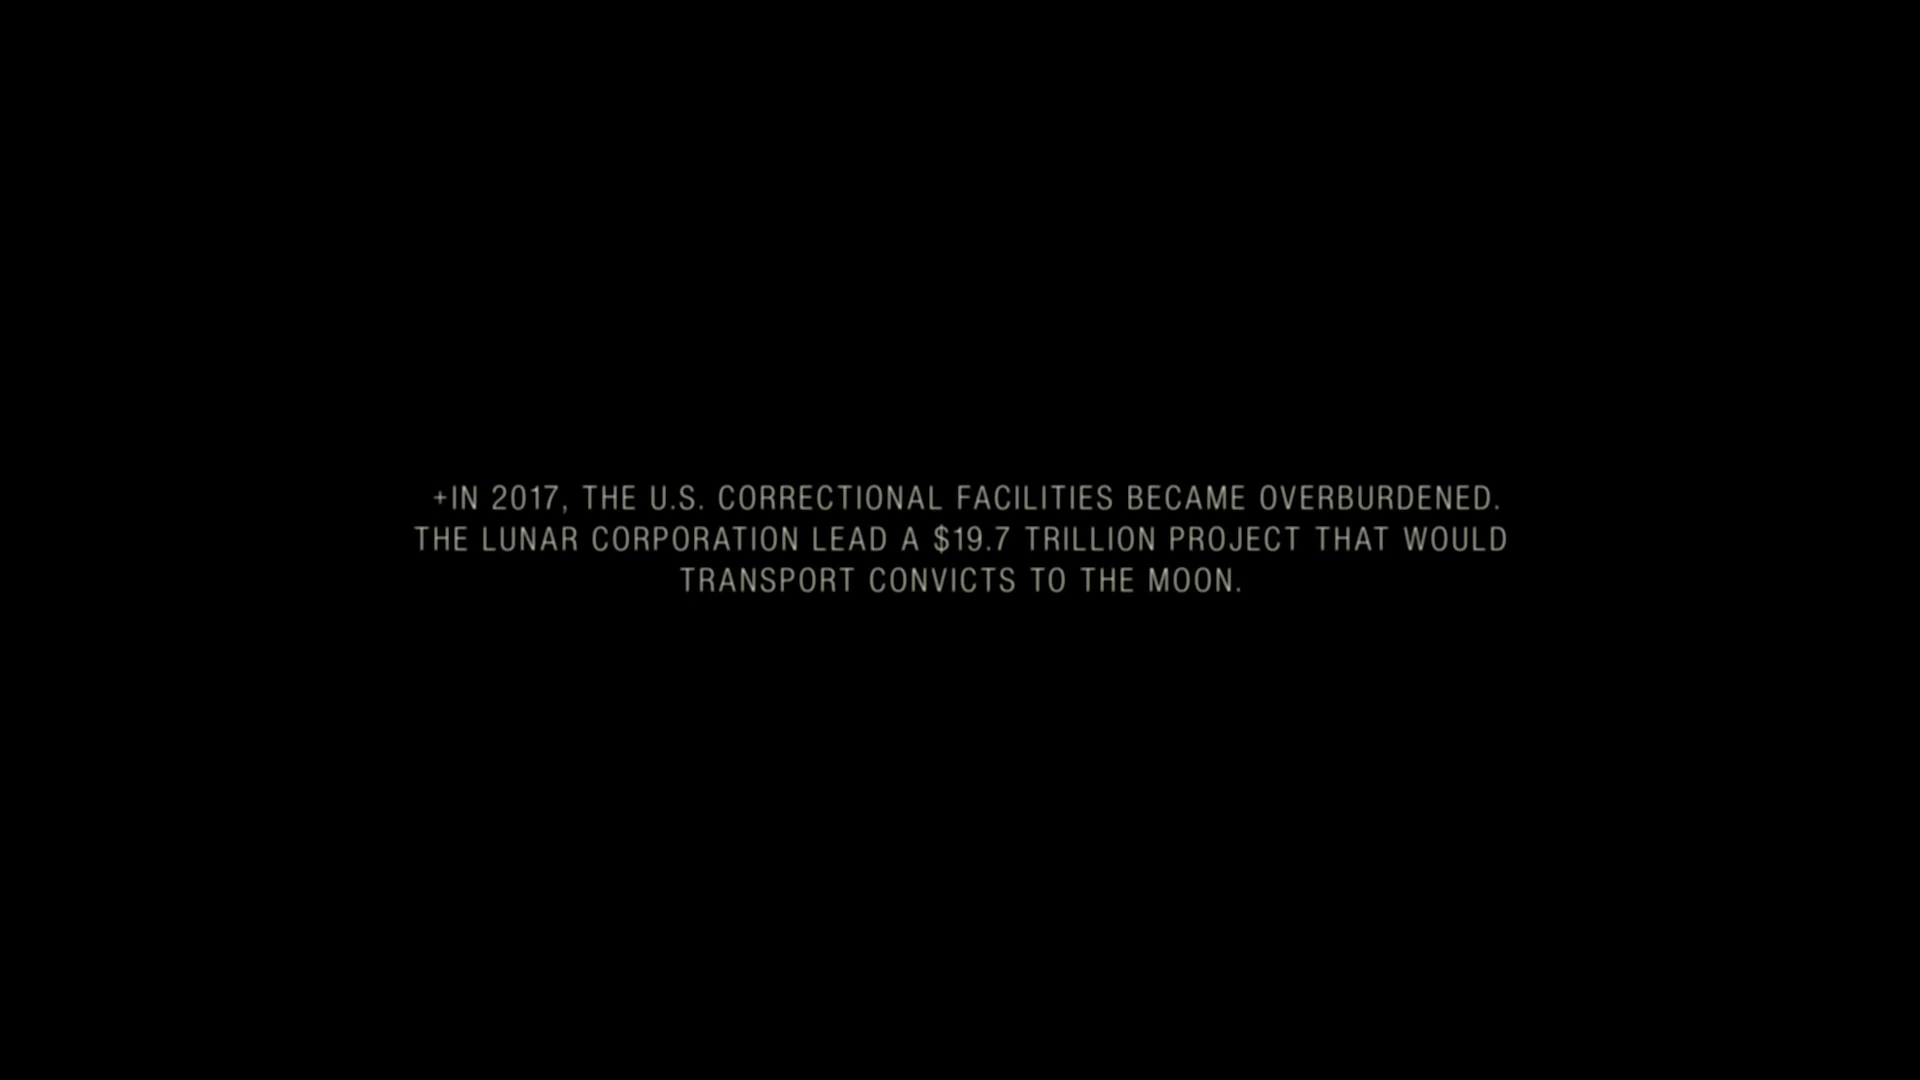 +IN 2017, THE U.S. CORRECTIONAL FACILITIES BECAME OVERBURDENED.
THE LUNAR CORPORATION LEAD A $19.7 TRILLION PROJECT THAT WOULD
TRANSPORT CONVICTS TO THE MOON.